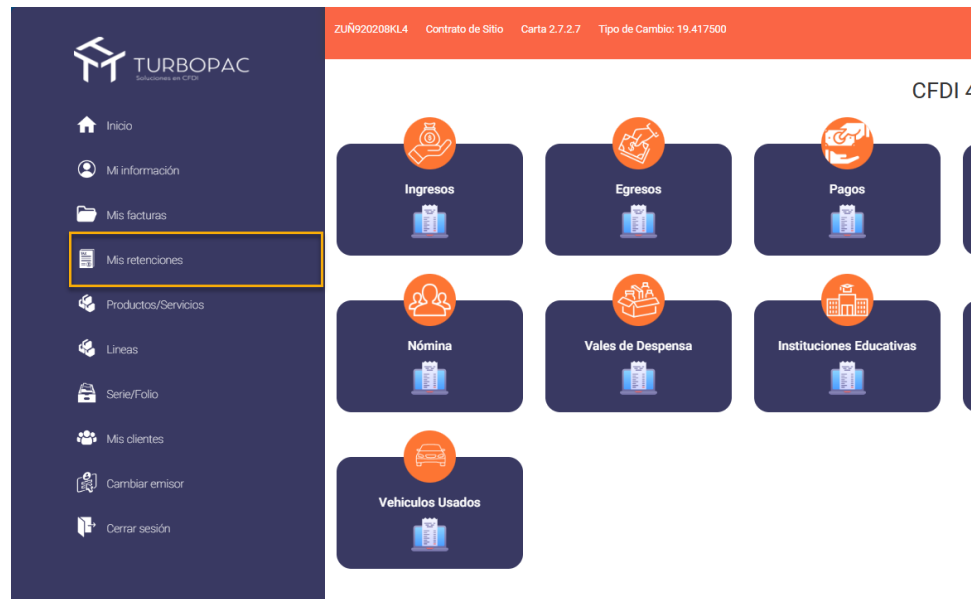 TURBOPAC
Soluciones en CFDI
Inicio
Mi información
Mis facturas
Mis retenciones
Productos/Servicios
Lineas
Serie/Folio
Mis clientes
Cambiar emisor
Cerrar sesión
ZUÑ920208KL4 Contrato de Sitio Carta 2.7.2.7 Tipo de Cambio: 19.417500
CFDI 4
Ingresos
Egresos
Pagos
Nómina
Vales de Despensa
Instituciones Educativas
Vehiculos Usados